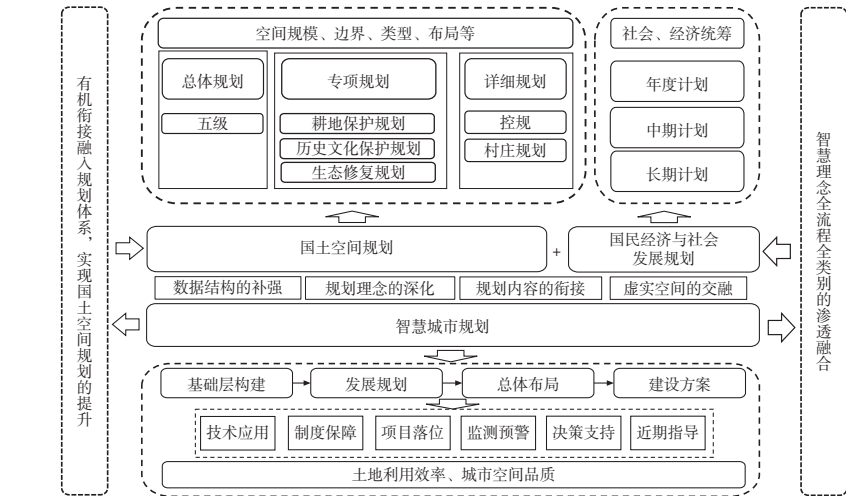 有机衔接融入规划体系，实现国土空间规划的提升
空间规模、边界、类型、布局等
总体规划
五级
专项规划
耕地保护规划
历史文化保护规划
生态修复规划
详细规划
控规
村庄规划
社会、经济统筹
年度计划
中期计划
长期计划
国土空间规划
+
国民经济与社会
发展规划
数据结构的补强
规划理念的深化
规划内容的衔接
虚实空间的交融
智慧城市规划
基础层构建
发展规划
总体布局
建设方案
技术应用
制度保障
项目落位
监测预警
决策支持
近期指导
土地利用效率、城市空间品质
智慧理念全流程全类别的渗透融合